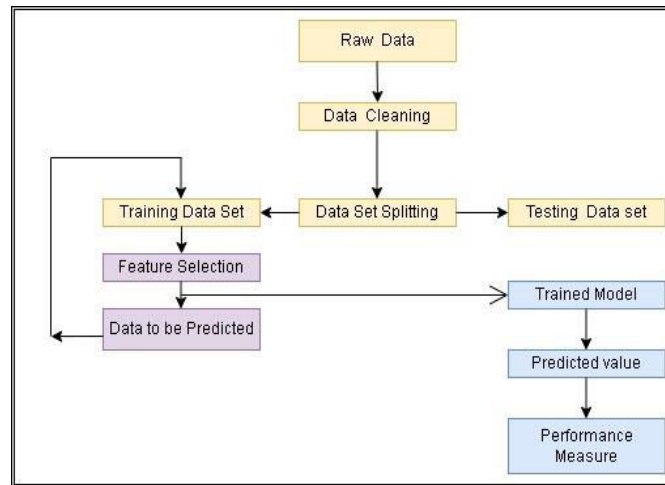 Raw Data
Data Cleaning
Training Data Set
Data Set Splitting
Testing Data set
Feature Selection
Trained Model
Data to be Predicted
Predicted value
Performance
Measure